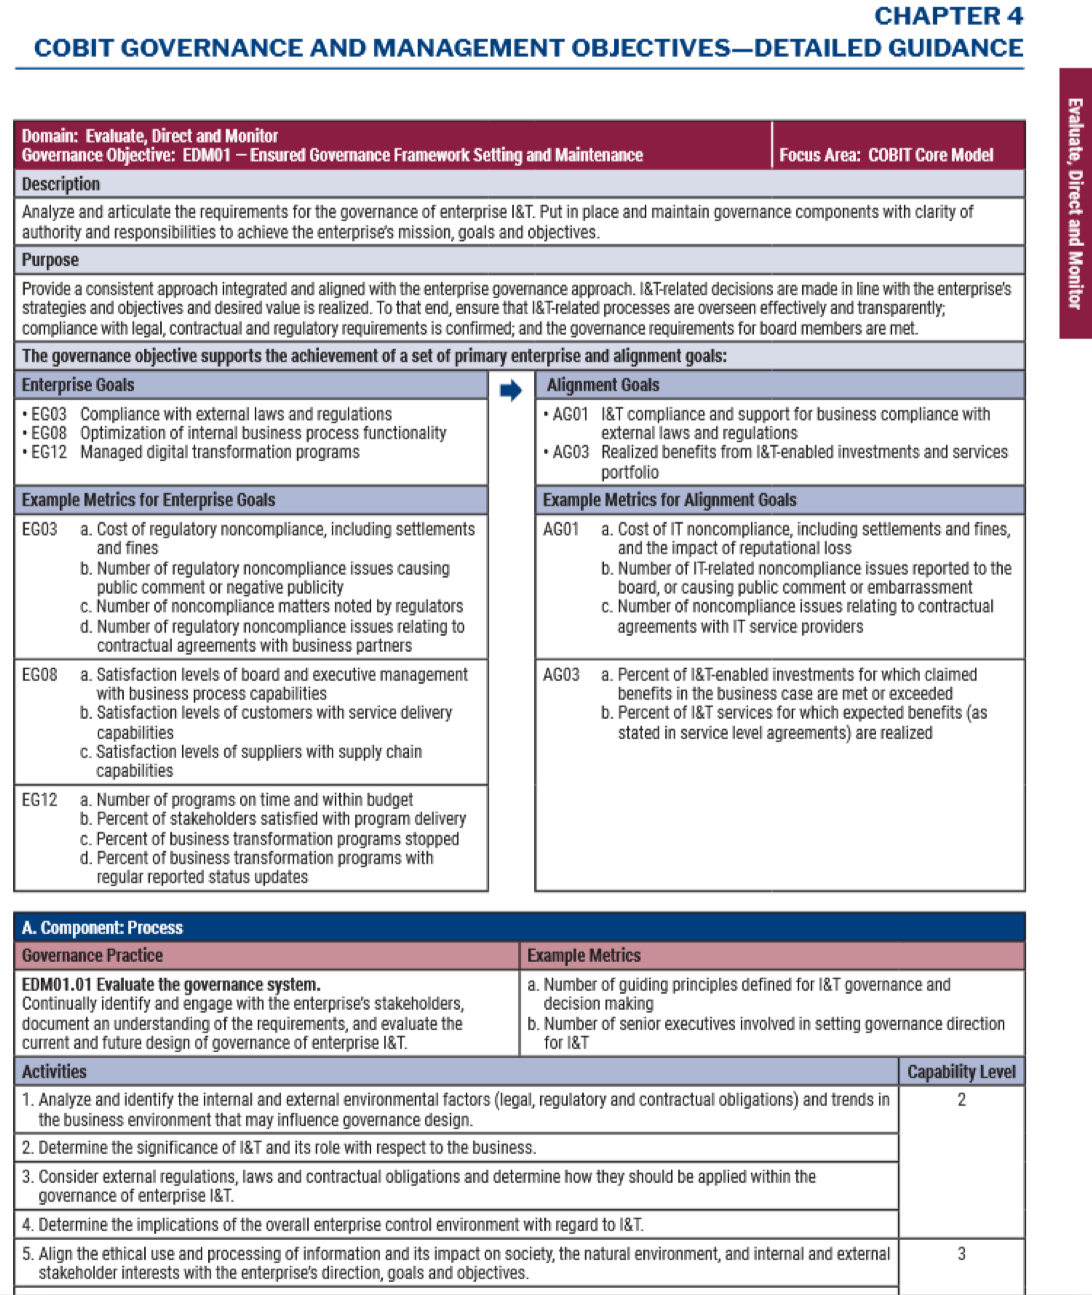 CHAPTER 4
COBIT GOVERNANCE AND MANAGEMENT OBJECTIVES—DETAILED GUIDANCE
Evaluate, Direct and Monitor
Domain: Evaluate, Direct and Monitor
Governance Objective: EDM01 – Ensured Governance Framework Setting and Maintenance
Focus Area: COBIT Core Model
Description
Analyze and articulate the requirements for the governance of enterprise I&T. Put in place and maintain governance components with clarity of
authority and responsibilities to achieve the enterprise's mission, goals and objectives.
Purpose
Provide a consistent approach integrated and aligned with the enterprise governance approach. I&T-related decisions are made in line with the enterprise's
strategies and objectives and desired value is realized. To that end, ensure that I&T-related processes are overseen effectively and transparently;
compliance with legal, contractual and regulatory requirements is confirmed; and the governance requirements for board members are met.
The governance objective supports the achievement of a set of primary enterprise and alignment goals:
Enterprise Goals
• EG03 Compliance with external laws and regulations
• EG08 Optimization of internal business process functionality
• EG12 Managed digital transformation programs
Alignment Goals
• AG01 I&T compliance and support for business compliance with
external laws and regulations
• AG03 Realized benefits from I&T-enabled investments and services
portfolio
Example Metrics for Enterprise Goals
EG03 a. Cost of regulatory noncompliance, including settlements
and fines
b. Number of regulatory noncompliance issues causing
public comment or negative publicity
c. Number of noncompliance matters noted by regulators
d. Number of regulatory noncompliance issues relating to
contractual agreements with business partners
EG08 a. Satisfaction levels of board and executive management
with business process capabilities
b. Satisfaction levels of customers with service delivery
capabilities
c. Satisfaction levels of suppliers with supply chain
capabilities
EG12 a. Number of programs on time and within budget
b. Percent of stakeholders satisfied with program delivery
c. Percent of business transformation programs stopped
d. Percent of business transformation programs with
regular reported status updates
Example Metrics for Alignment Goals
AG01 a. Cost of IT noncompliance, including settlements and fines,
and the impact of reputational loss
b. Number of IT-related noncompliance issues reported to the
board, or causing public comment or embarrassment
c. Number of noncompliance issues relating to contractual
agreements with IT service providers
AG03 a. Percent of I&T-enabled investments for which claimed
benefits in the business case are met or exceeded
b. Percent of I&T services for which expected benefits (as
stated in service level agreements) are realized
A. Component: Process
Governance Practice
Example Metrics
EDM01.01 Evaluate the governance system.
Continually identify and engage with the enterprise's stakeholders,
document an understanding of the requirements, and evaluate the
current and future design of governance of enterprise I&T.
a. Number of guiding principles defined for I&T governance and
decision making
b. Number of senior executives involved in setting governance direction
for I&T
Activities
Capability Level
1. Analyze and identify the internal and external environmental factors (legal, regulatory and contractual obligations) and trends in
the business environment that may influence governance design.
2
2. Determine the significance of I&T and its role with respect to the business.
3. Consider external regulations, laws and contractual obligations and determine how they should be applied within the
governance of enterprise I&T.
4. Determine the implications of the overall enterprise control environment with regard to I&T.
5. Align the ethical use and processing of information and its impact on society, the natural environment, and internal and external
stakeholder interests with the enterprise's direction, goals and objectives.
3